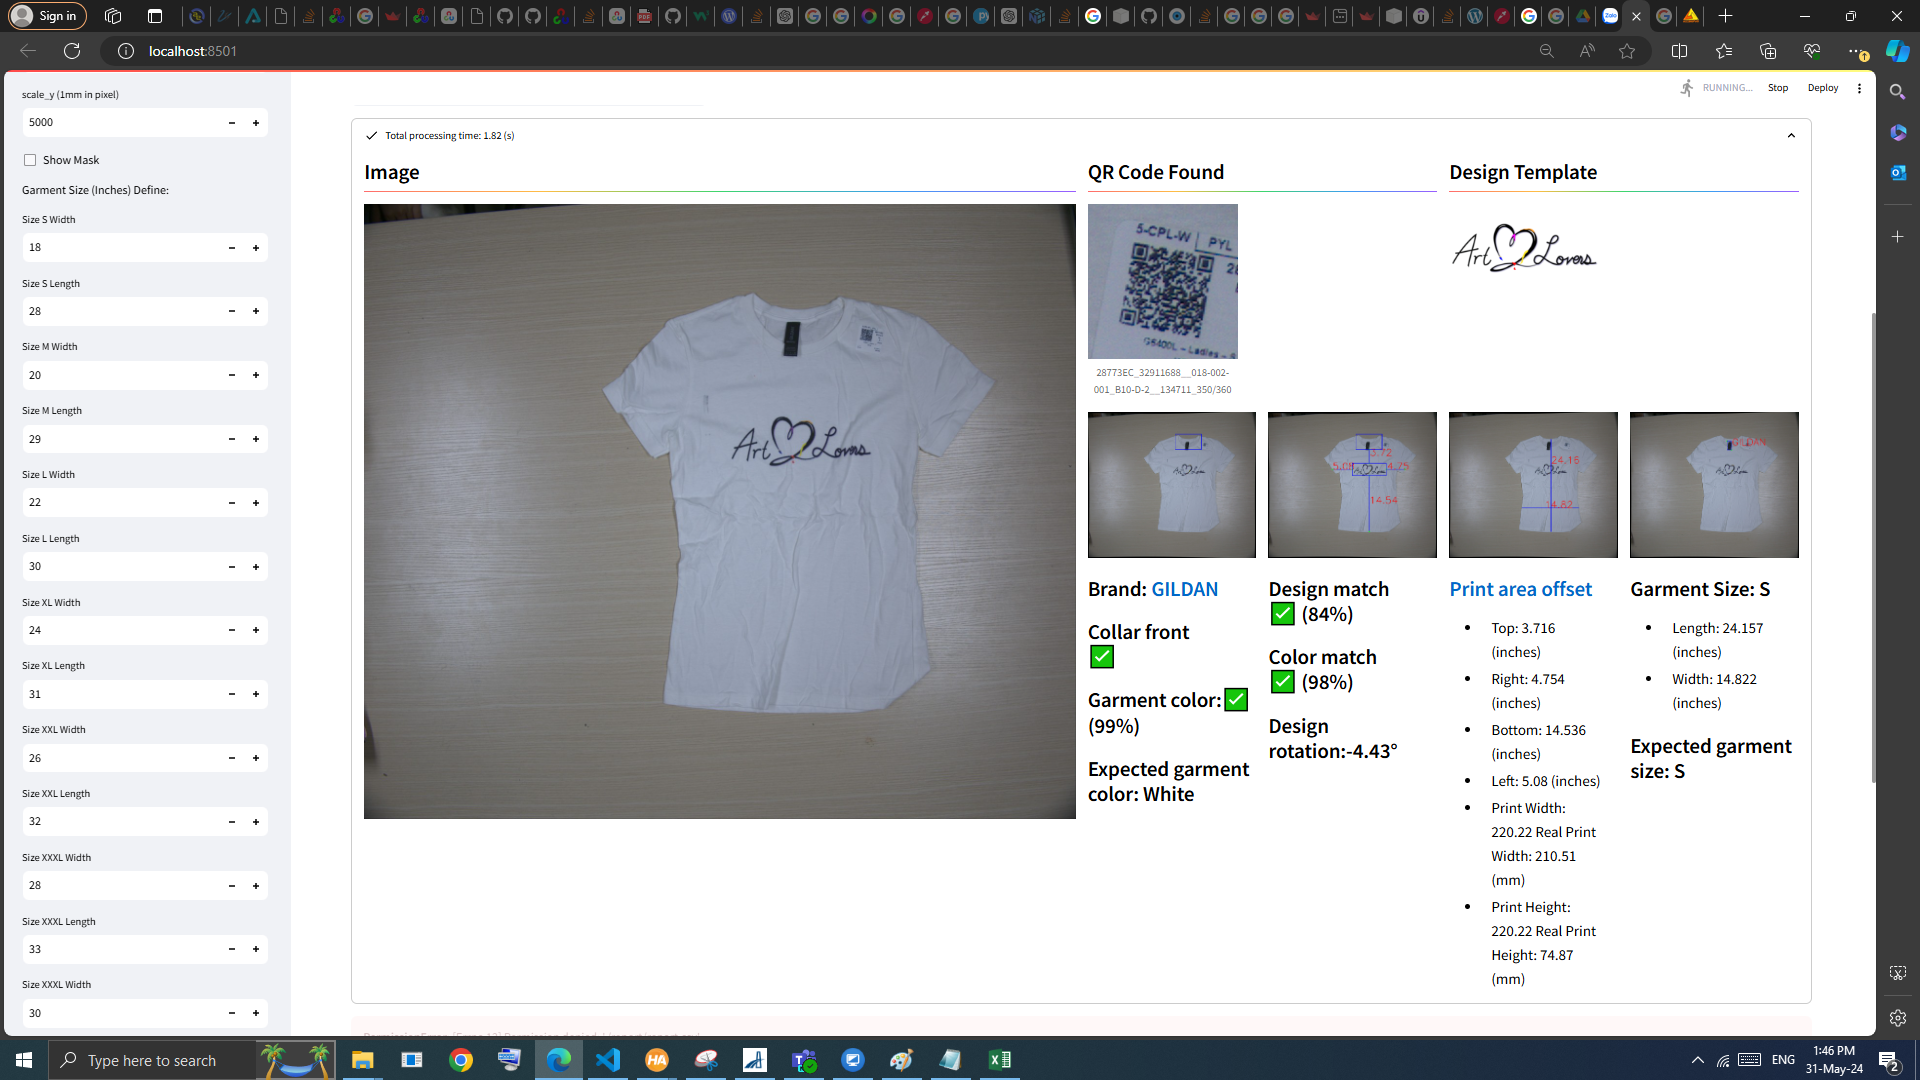 Sign in
localhost:8501
scale_y (1mm in pixel)
5000
Show Mask
Garment Size (Inches) Define:
Size S Width
18
Size S Length
28
Size M Width
20
Size M Length
29
Size L Width
22
Size L Length
30
Size XL Width
24
Size XL Length
31
Size XXL Width
26
Size XXL Length
32
Size XXXL Width
28
Size XXXL Length
33
Size XXXL Width
30
RUNNING...
Stop
Deploy
Total processing time: 1.82 (s)
Image
QR Code Found
Design Template
Art Lovers
5-CPL-W PYL
G5400L - Ladies -
28773EC_32911688__018-002-
001_B10-D-2__134711_350/360
Art Lovers
3.72
4.75
14.54
24.16
14.82
GILDAN
Brand: GILDAN
Collar front
Garment color:
(99%)
Expected garment
color: White
Design match
(84%)
Color match
(98%)
Design
rotation:-4.43°
Print area offset
Top: 3.716
(inches)
Right: 4.754
(inches)
Bottom: 14.536
(inches)
Left: 5.08 (inches)
Print Width:
220.22 Real Print
Width: 210.51
(mm)
Print Height:
220.22 Real Print
Height: 74.87
(mm)
Garment Size: S
Length: 24.157
(inches)
Width: 14.822
(inches)
Expected garment
size: S
Type here to search
ENG
1:46 PM
31-May-24
2